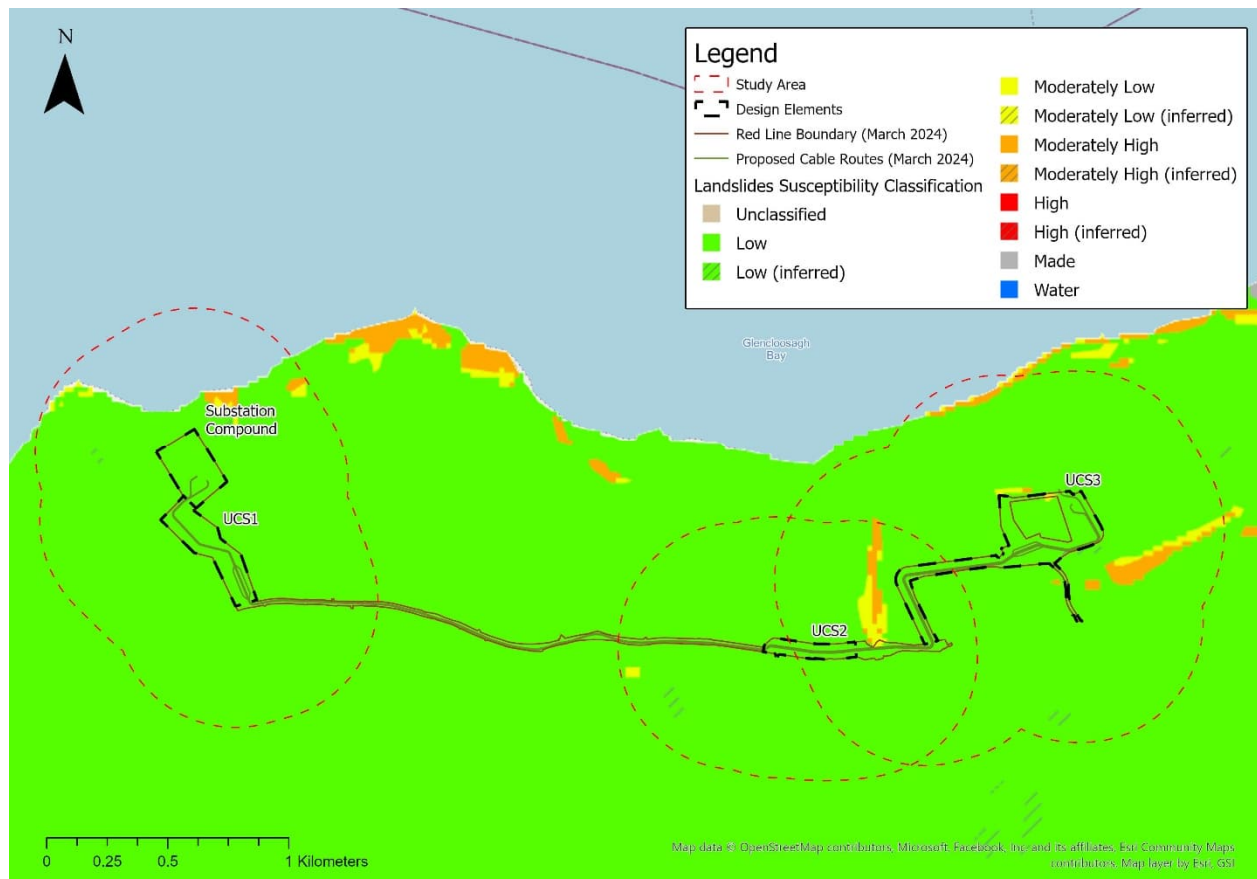 N
Legend
Study Area
Design Elements
Red Line Boundary (March 2024)
Proposed Cable Routes (March 2024)
Landslides Susceptibility Classification
Unclassified
Low
Low (inferred)
Moderately Low
Moderately Low (inferred)
Moderately High
Moderately High (inferred)
High
High (inferred)
Made
Water
Glencloosagh
Bay
Substation
Compound
UCS1
UCS2
UCS3
0 0.25 0.5 1 Kilometers
Map data © OpenStreetMap contributors, Microsoft, Facebook, Inc. and its affiliates, Esri Community Maps
contributors. Map layer by Esri, GSI